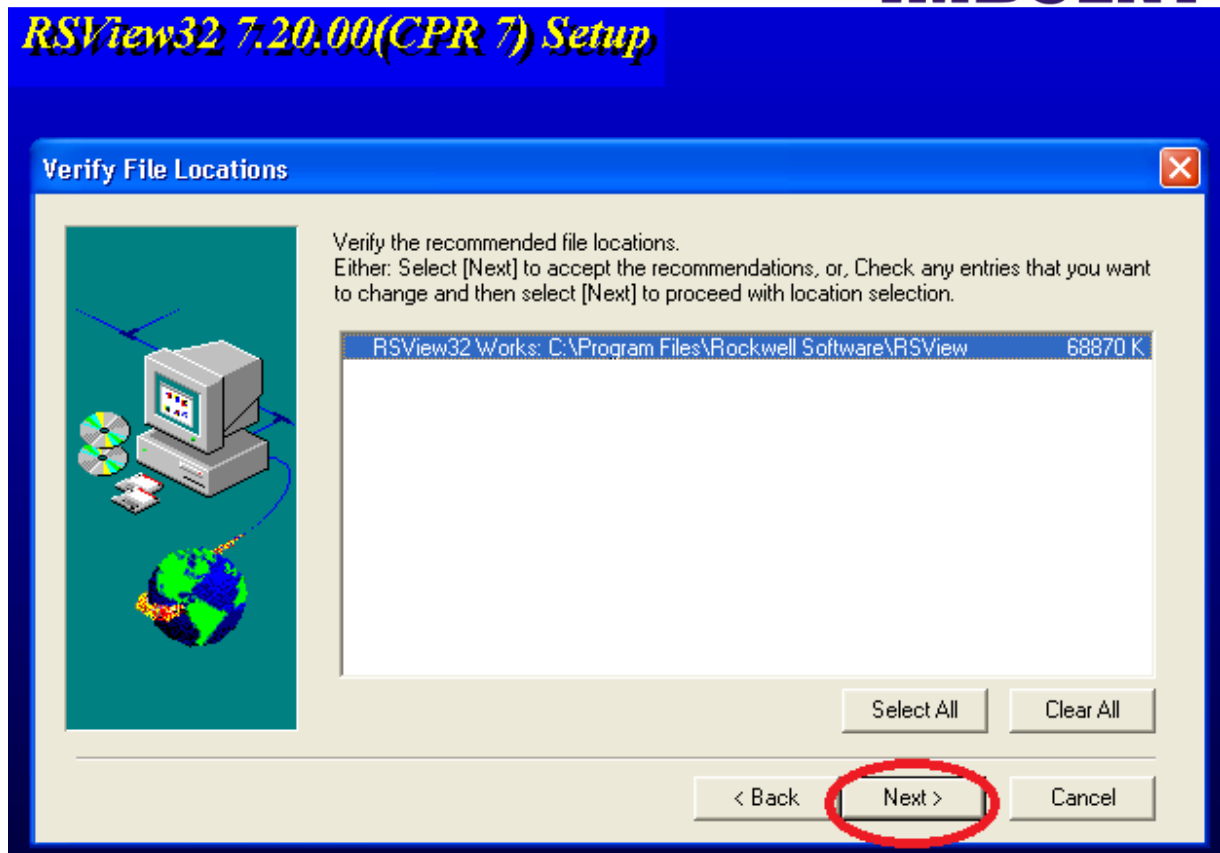 RSView32 7.20.00(CPR 7) Setup
Verify File Locations
Verify the recommended file locations.
Either: Select [Next] to accept the recommendations, or, Check any entries that you want
to change and then select [Next] to proceed with location selection.
RSView32 Works: C:\Program Files\Rockwell Software\RSView 68870 K
Select All Clear All
< Back Next > Cancel